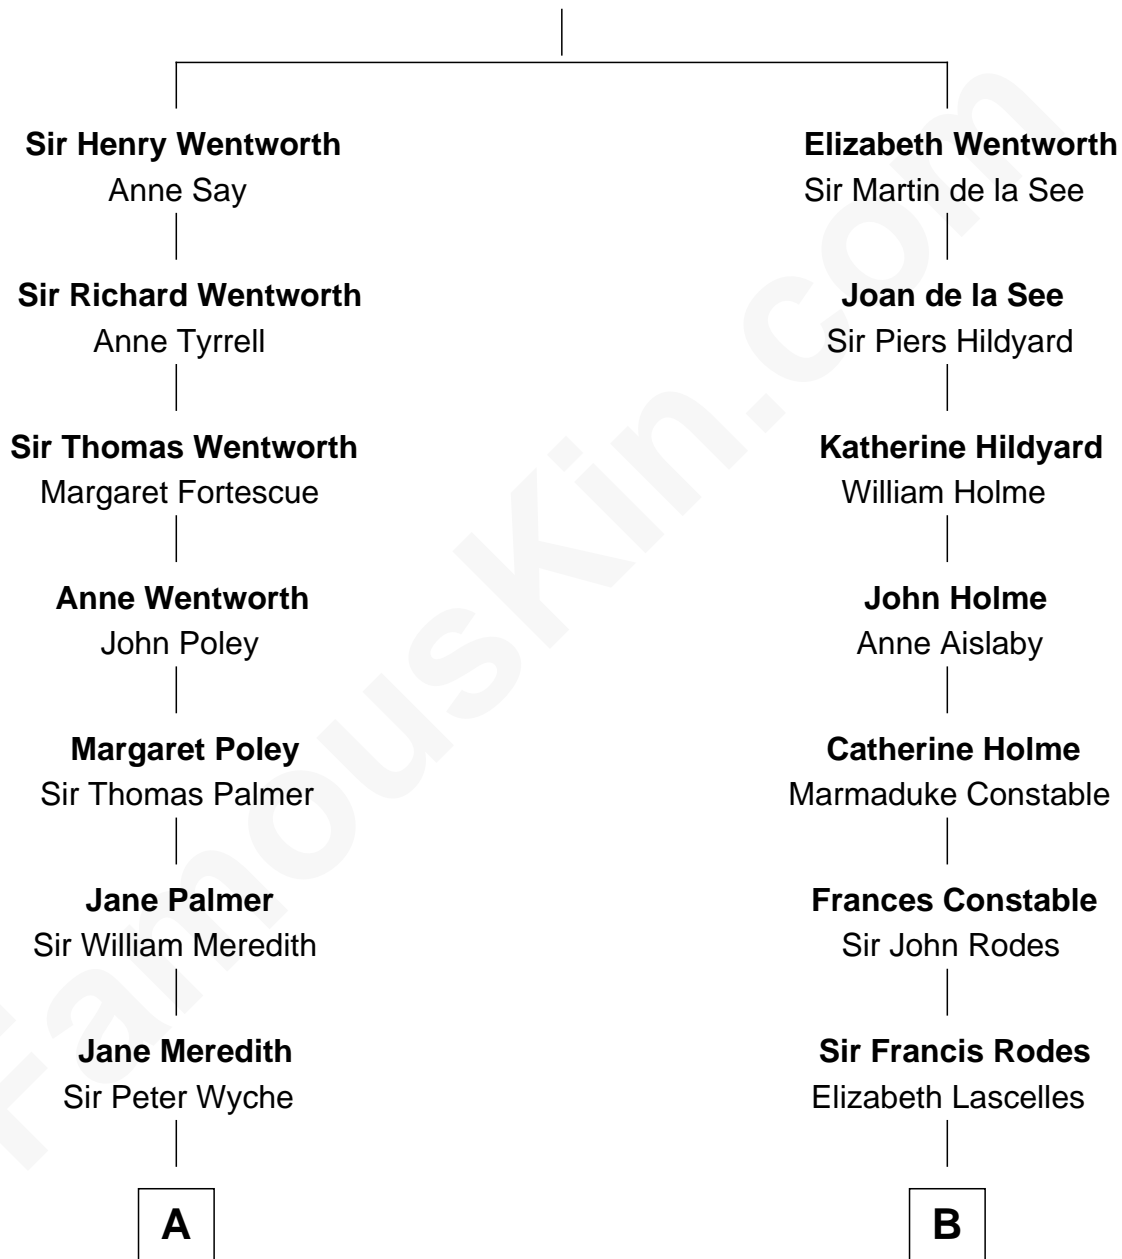 Sir Henry Wentworth
Anne Say
Sir Richard Wentworth
Anne Tyrrell
Sir Thomas Wentworth
Margaret Fortescue
Anne Wentworth
John Poley
Margaret Poley
Sir Thomas Palmer
Jane Palmer
Sir William Meredith
Jane Meredith
Sir Peter Wyche
A
Elizabeth Wentworth
Sir Martin de la See
Joan de la See
Sir Piers Hildyard
Katherine Hildyard
William Holme
John Holme
Anne Aislaby
Catherine Holme
Marmaduke Constable
Frances Constable
Sir John Rodes
Sir Francis Rodes
Elizabeth Lascelles
B
FamousKin.com